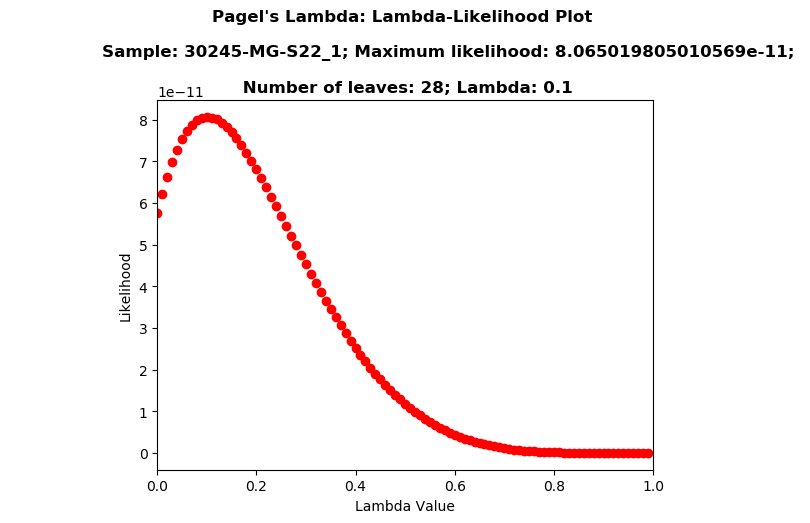 Pagel's Lambda: Lambda-Likelihood Plot
Sample: 30245-MG-S22_1; Maximum likelihood: 8.065019805010569e-11;
Number of leaves: 28; Lambda: 0.1
1e−11
8
7
6
5
4
3
2
1
0
Likelihood
0.0 0.2 0.4 0.6 0.8 1.0
Lambda Value